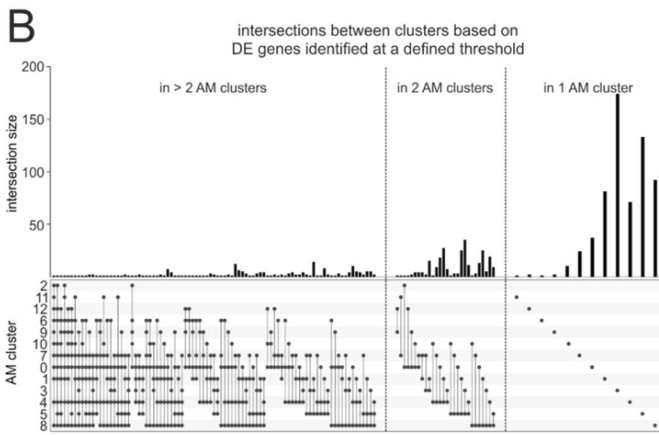 B
intersections between clusters based on
DE genes identified at a defined threshold
in > 2 AM clusters
in 2 AM clusters
in 1 AM cluster
intersection size
200
150
100
50
AM cluster
2
11
12
6
9
10
7
0
1
3
4
5
8